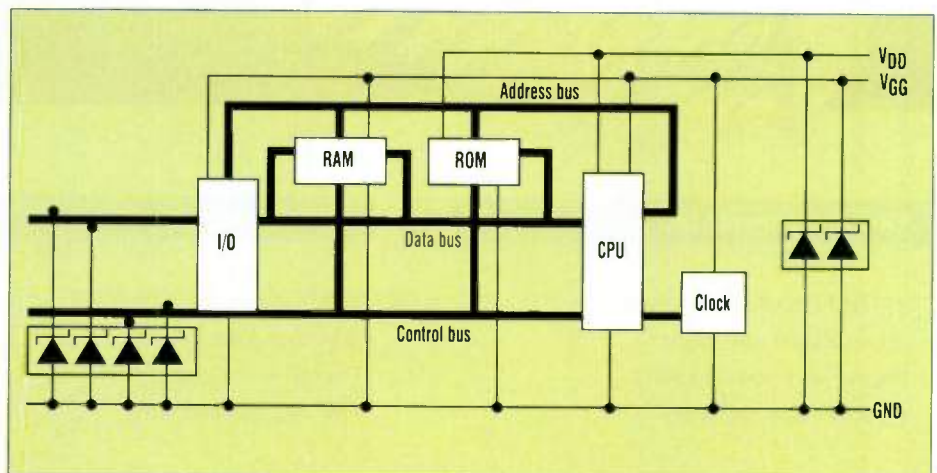 VDD
VGG
Address bus
RAM
ROM
I/O
Data bus
CPU
Clock
Control bus
GND